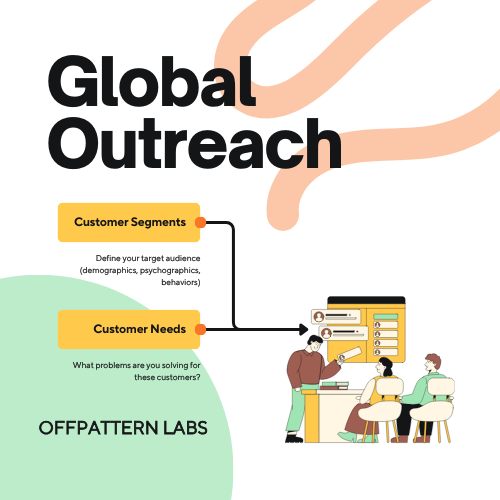 Global
Outreach
Customer Segments
Define your target audience
(demographics, psychographics,
behaviors)
Customer Needs
What problems are you solving for
these customers?
OFFPATTERN LABS